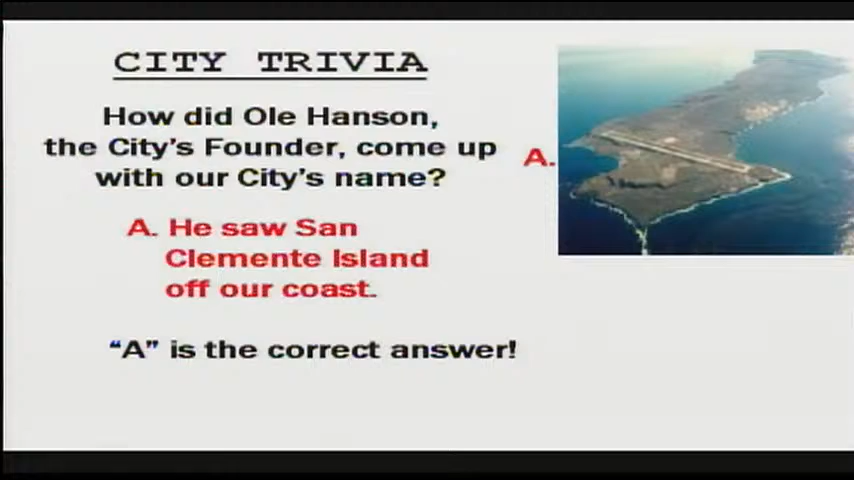 CITY TRIVIA
How did Ole Hanson,
the City's Founder, come up
with our City's name?
A. He saw San
Clemente Island
off our coast.
"A" is the correct answer!
A.